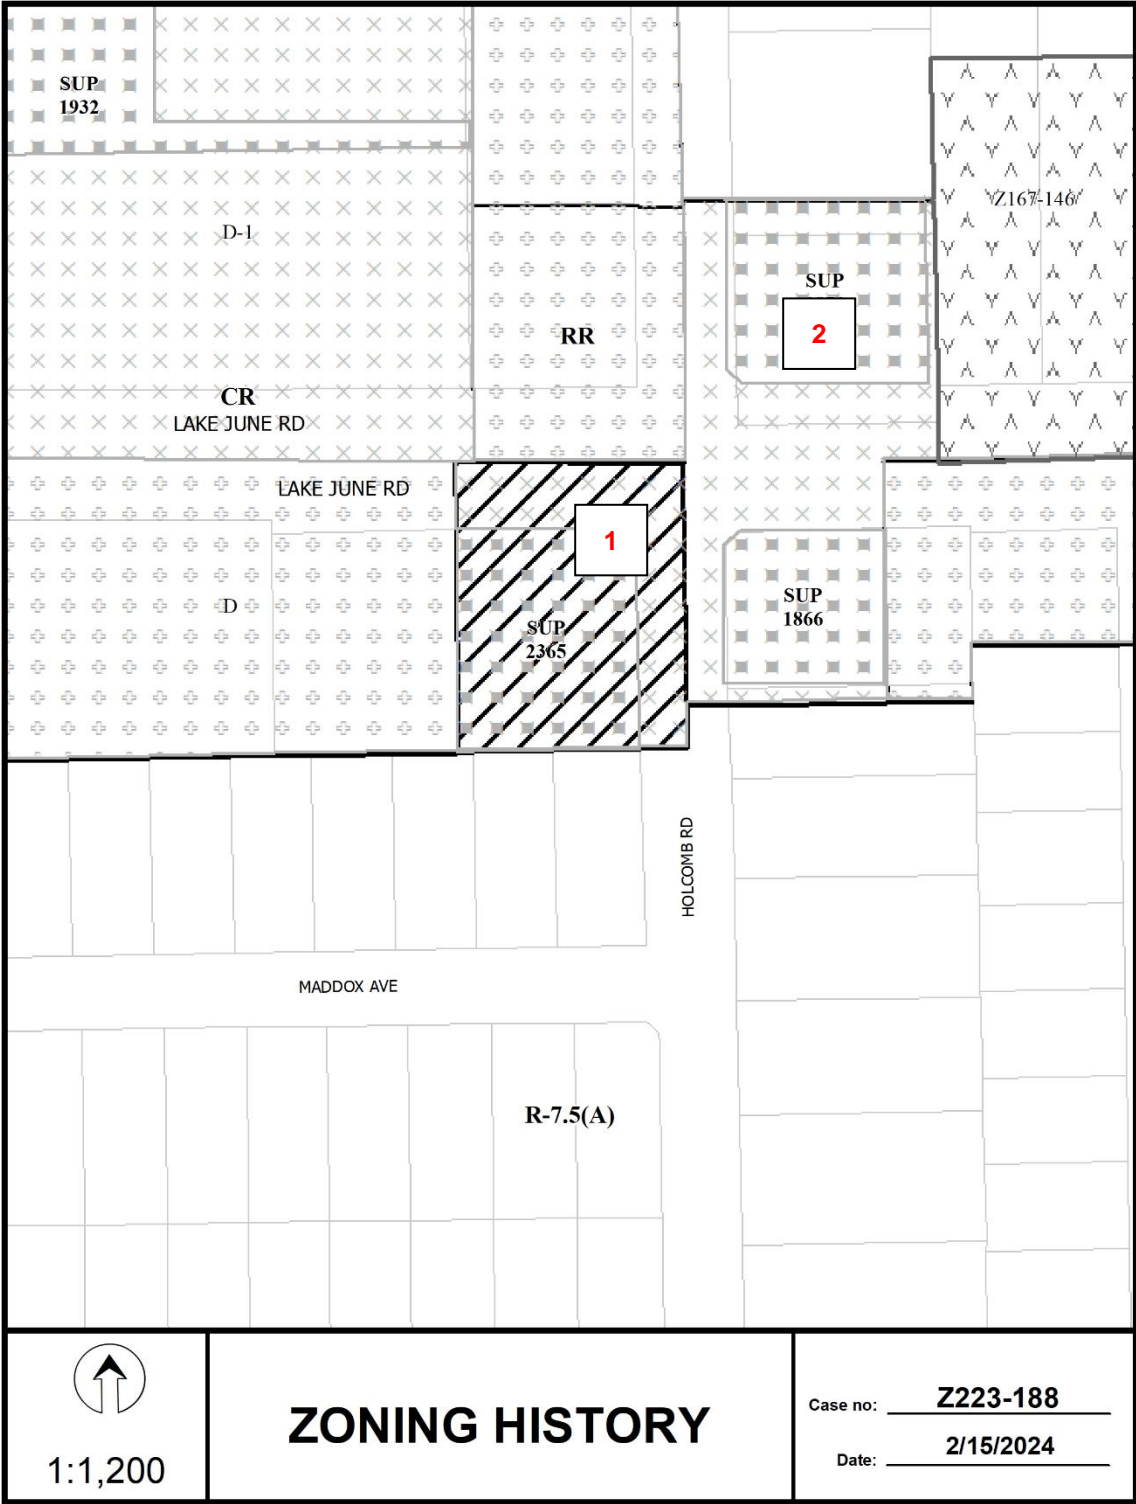 SUP
1932
Z167-146
D-1
SUP
2
RR
CR
LAKE JUNE RD
LAKE JUNE RD
1
D
SUP
1866
SUP
2365
HOLCOMB RD
MADDOX AVE
R-7.5(A)
1:1,200
ZONING HISTORY
Case no: Z223-188
Date: 2/15/2024